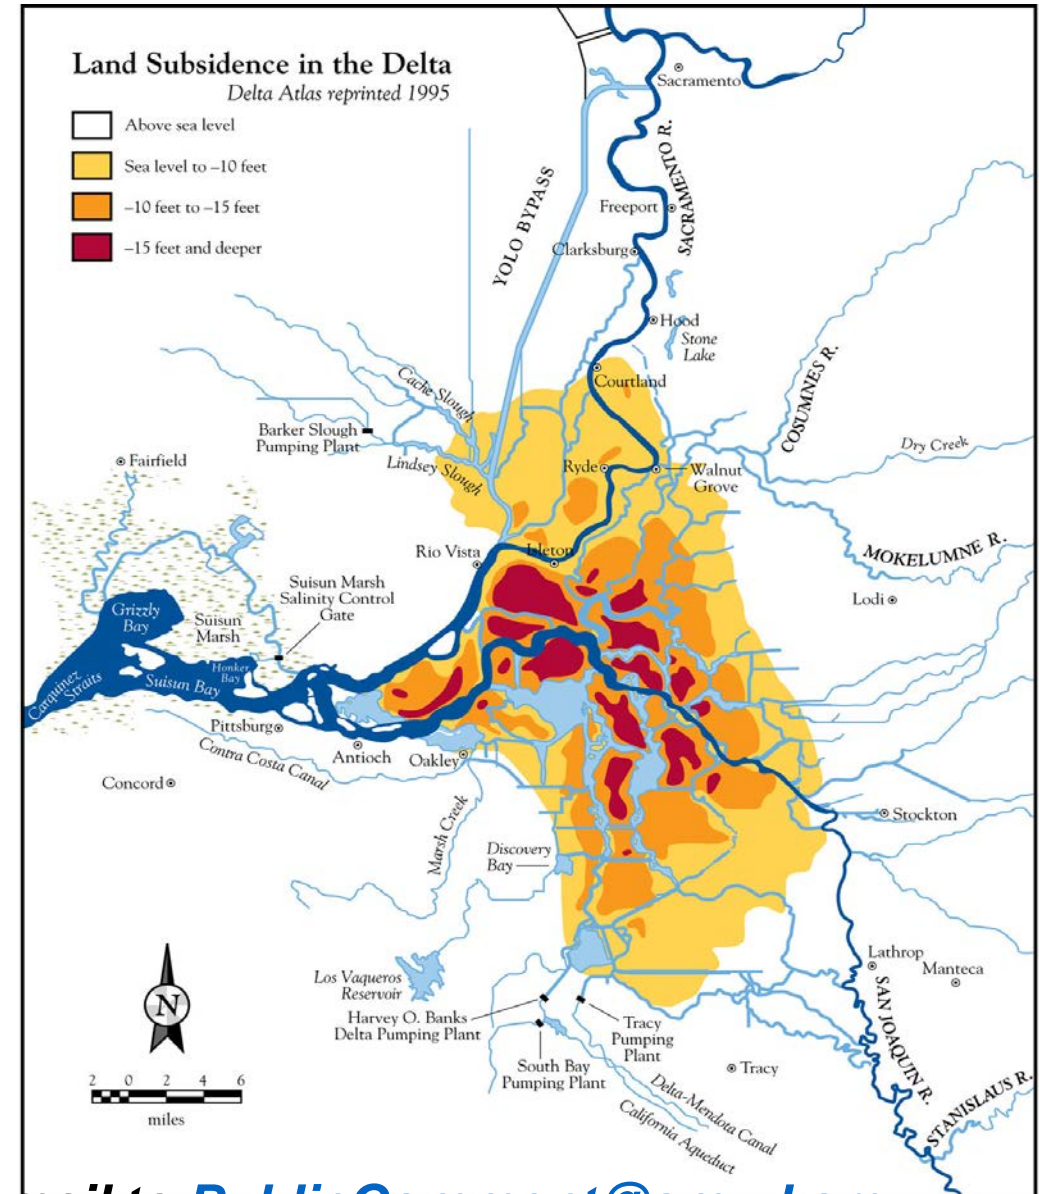 Land Subsidence in the Delta
Delta Atlas reprinted 1995
Above sea level
Sea level to –10 feet
–10 feet to –15 feet
–15 feet and deeper
Sacramento
SACRAMENTO R.
YOLO BYPASS
Freeport
Clarksburg
Hood
Stone
Lake
Courtland
COSUMNES R.
Cache Slough
Barker Slough
Pumping Plant
Lindsey Slough
Dry Creek
Fairfield
Ryde
Walnut
Grove
Rio Vista
Isleton
MOKELUMNE R.
Lodi
Suisun Marsh
Salinity Control
Gate
Grizzly
Bay
Suisun
Marsh
Honker
Bay
Carquinez
Straits
Suisun Bay
Pittsburg
Antioch
Oakley
Contra Costa Canal
Concord
Marsh Creek
Stockton
Discovery
Bay
Los Vaqueros
Reservoir
Lathrop
Manteca
Harvey O. Banks
Delta Pumping Plant
Tracy
Pumping
Plant
South Bay
Pumping Plant
Tracy
SAN JOAQUIN R.
STANISLAUS R.
Delta-Mendota Canal
California Aqueduct
N
2 0 2 4 6
miles